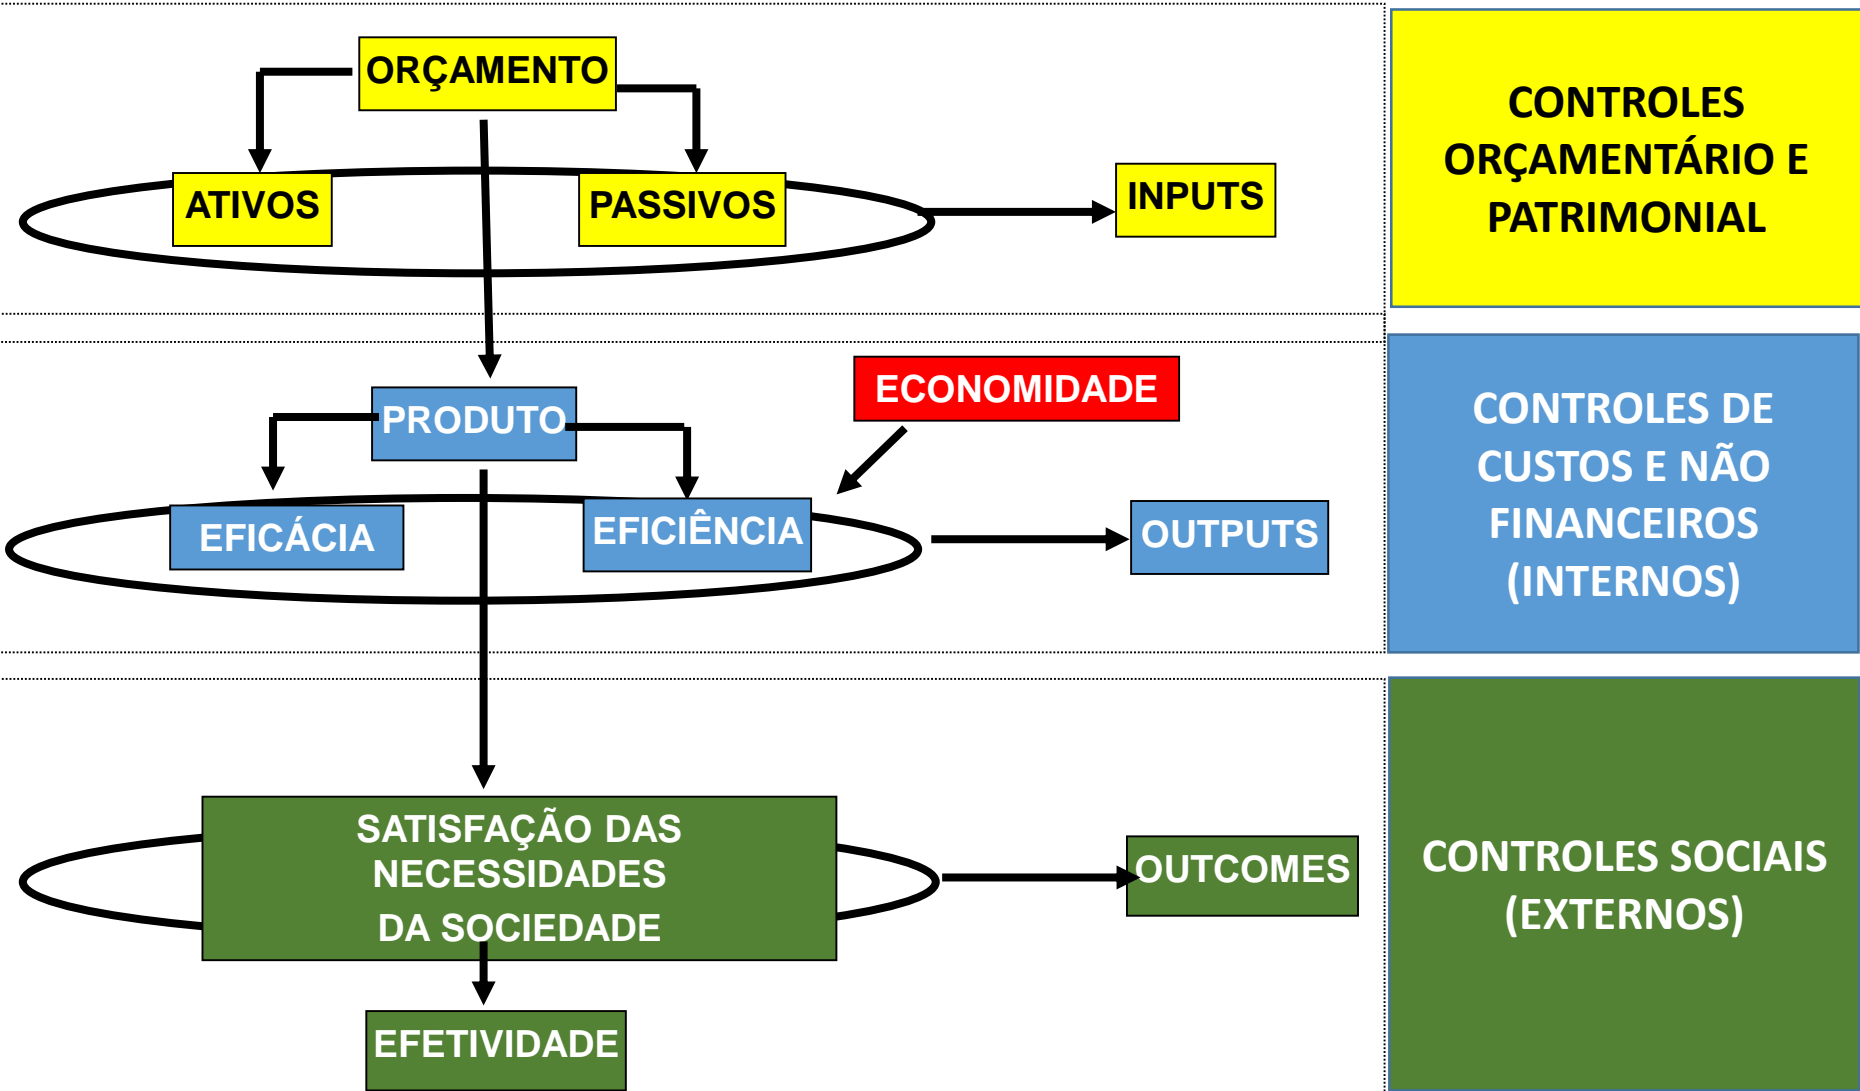 ORÇAMENTO
ATIVOS
PASSIVOS
INPUTS
CONTROLES
ORÇAMENTÁRIO E
PATRIMONIAL
PRODUTO
ECONOMIDADE
EFICÁCIA
EFICIÊNCIA
OUTPUTS
CONTROLES DE
CUSTOS E NÃO
FINANCEIROS
(INTERNOS)
SATISFAÇÃO DAS
NECESSIDADES
DA SOCIEDADE
OUTCOMES
EFETIVIDADE
CONTROLES SOCIAIS
(EXTERNOS)